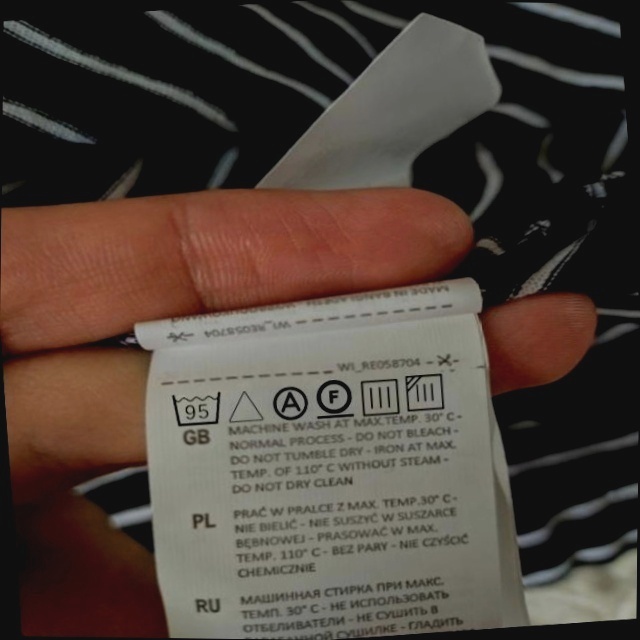 MADE IN BANGLADESH
WI_RE058704
WI_RE058704
95 A F
GB MACHINE WASH AT MAX.TEMP. 30° C -
NORMAL PROCESS - DO NOT BLEACH -
DO NOT TUMBLE DRY - IRON AT MAX.
TEMP. OF 110° C WITHOUT STEAM -
DO NOT DRY CLEAN
PL PRAĆ W PRALCE Z MAX. TEMP.30° C -
NIE BIELIĆ - NIE SUSZYĆ W SUSZARCE
BĘBNOWEJ - PRASOWAĆ W MAX.
TEMP. 110° C - BEZ PARY - NIE CZYŚCIĆ
CHEMICZNIE
RU МАШИННАЯ СТИРКА ПРИ МАКС.
ТЕМП. 30° C - НЕ ИСПОЛЬЗОВАТЬ
ОТБЕЛИВАТЕЛИ - НЕ СУШИТЬ В
СУШИЛКЕ - ГЛАДИТЬ